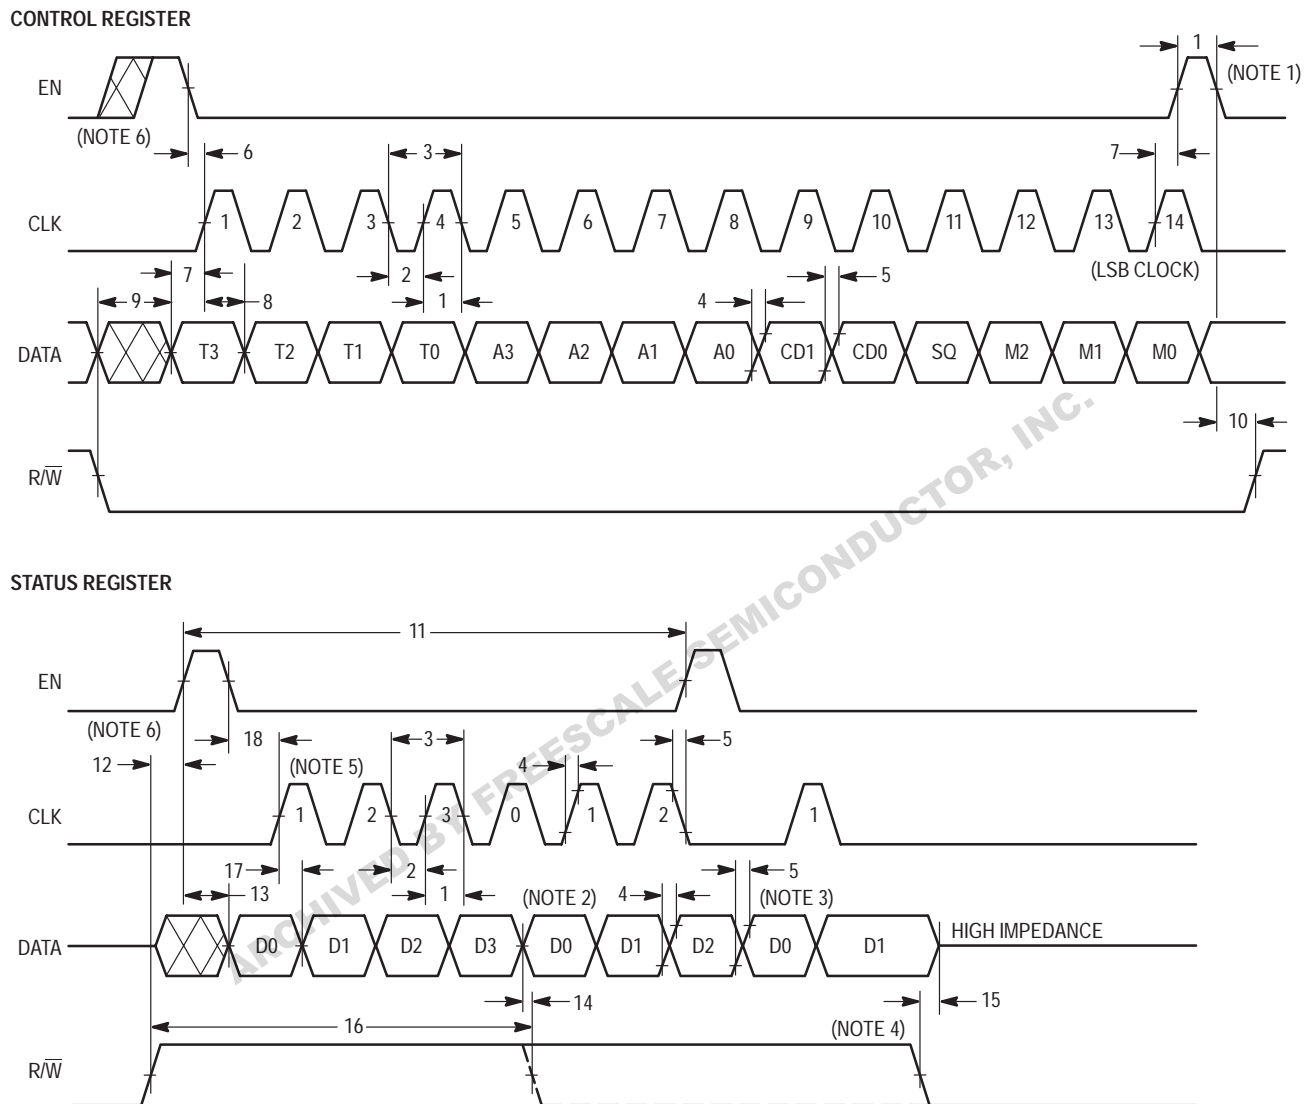 CONTROL REGISTER
1
EN
(NOTE 1)
(NOTE 6)
6
3
7
CLK
1 2 3 4 5 6 7 8 9 10 11 12 13 14
(LSB CLOCK)
7 2 5
9 8 1 4
DATA
T3 T2 T1 T0 A3 A2 A1 A0 CD1 CD0 SQ M2 M1 M0
10
R/W̅
STATUS REGISTER
11
EN
(NOTE 6)
18 3 5
12 (NOTE 5) 4
CLK
1 2 3 0 1 2 1
17 2 5
13 1 (NOTE 2) 4 (NOTE 3)
DATA
D0 D1 D2 D3 D0 D1 D2 D0 D1
HIGH IMPEDANCE
14 15
16 (NOTE 4)
R/W̅
ARCHIVED BY FREESCALE SEMICONDUCTOR, INC.